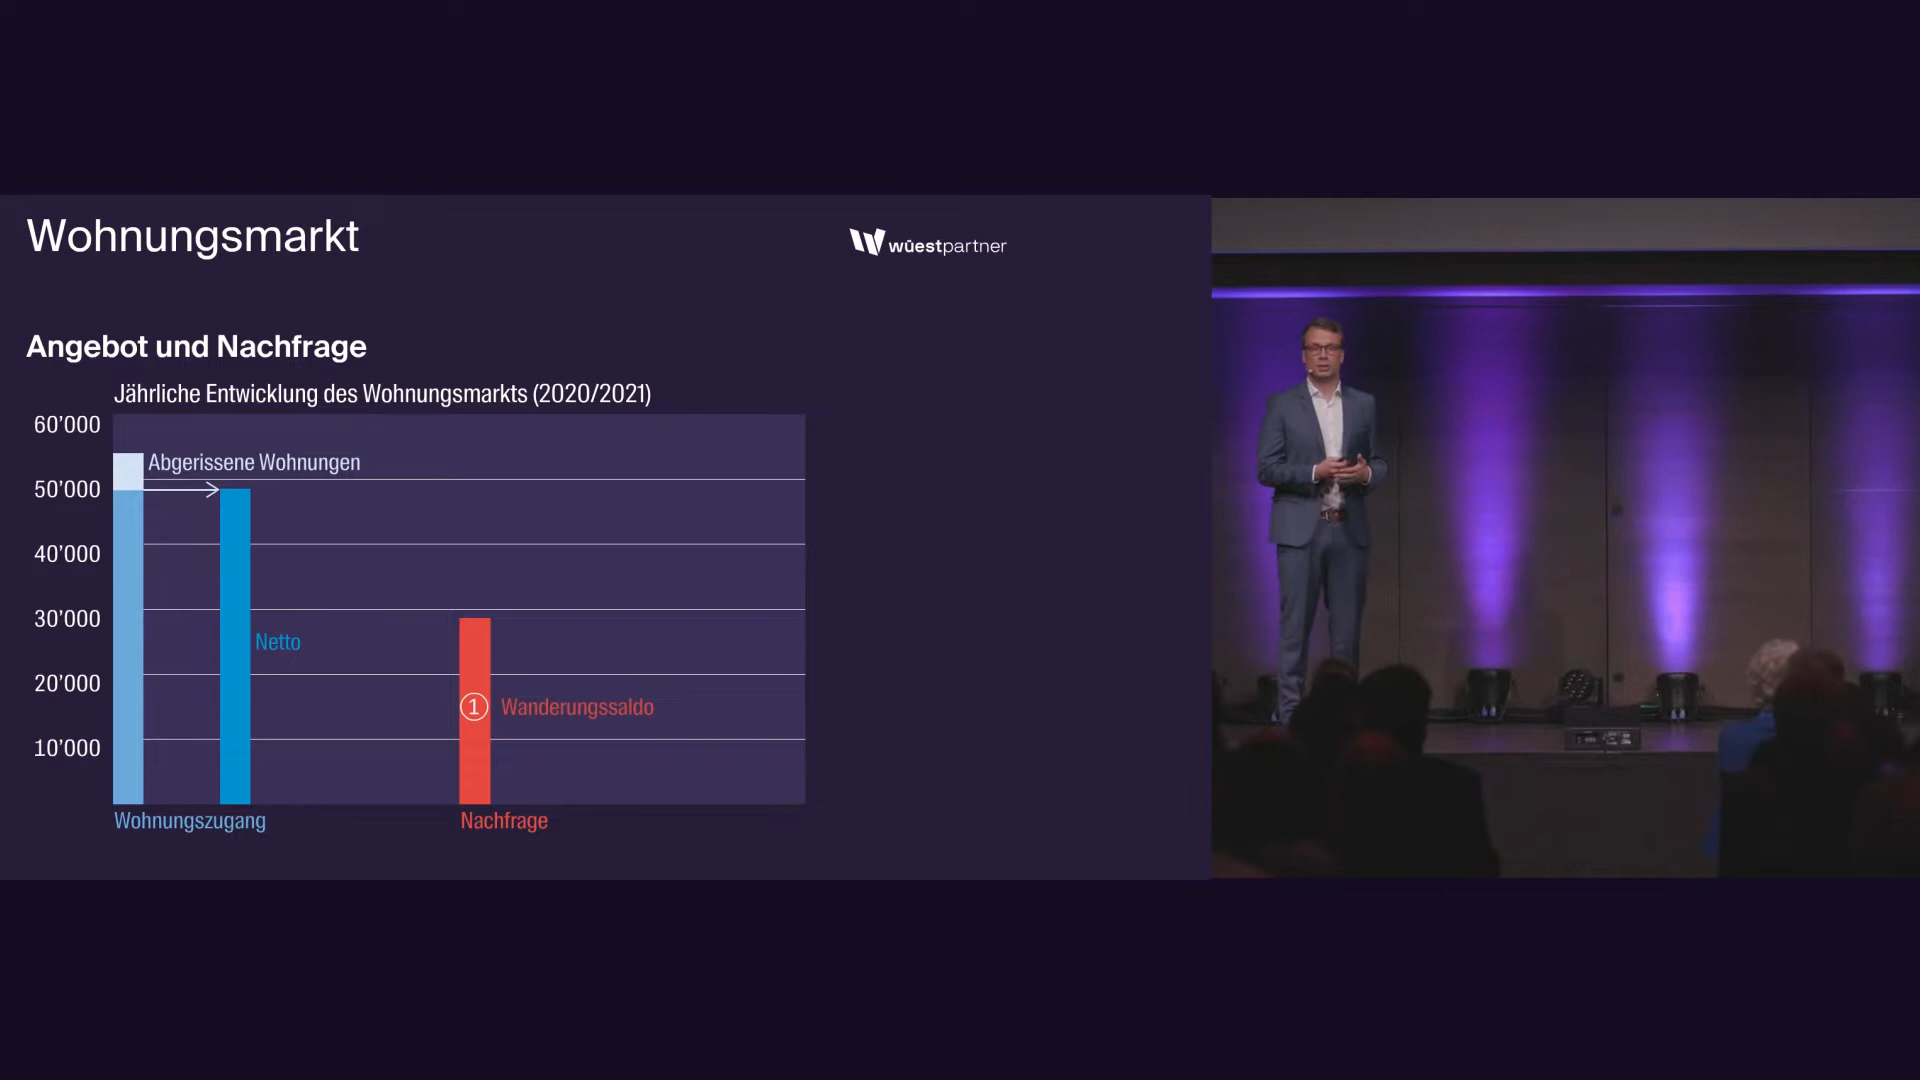 Wohnungsmarkt
wüestpartner
Angebot und Nachfrage
Jährliche Entwicklung des Wohnungsmarkts (2020/2021)
60’000
Abgerissene Wohnungen
50’000
40’000
30’000
Netto
20’000
1 Wanderungssaldo
10’000
Wohnungszugang
Nachfrage